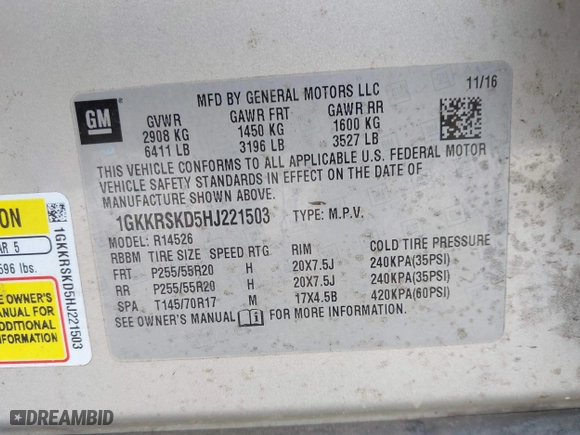 GM
MFD BY GENERAL MOTORS LLC
11/16
GVWR GAWR FRT GAWR RR
2908 KG 1450 KG 1600 KG
6411 LB 3196 LB 3527 LB
THIS VEHICLE CONFORMS TO ALL APPLICABLE U.S. FEDERAL MOTOR
VEHICLE SAFETY STANDARDS IN EFFECT ON THE DATE OF
MANUFACTURE SHOWN ABOVE.
1GKKRSKD5HJ221503 TYPE: M.P.V.
MODEL: R14526
RBBM TIRE SIZE SPEED RTG RIM COLD TIRE PRESSURE
FRT P255/55R20 H 20X7.5J 240KPA(35PSI)
RR P255/55R20 H 20X7.5J 240KPA(35PSI)
SPA T145/70R17 M 17X4.5B 420KPA(60PSI)
SEE OWNER'S MANUAL i FOR MORE INFORMATION.
ON
AR 5
596 lbs.
E OWNER'S
UAL FOR
DITIONAL
RMATION
1GKKRSKD5HJ221503
DREAMBID